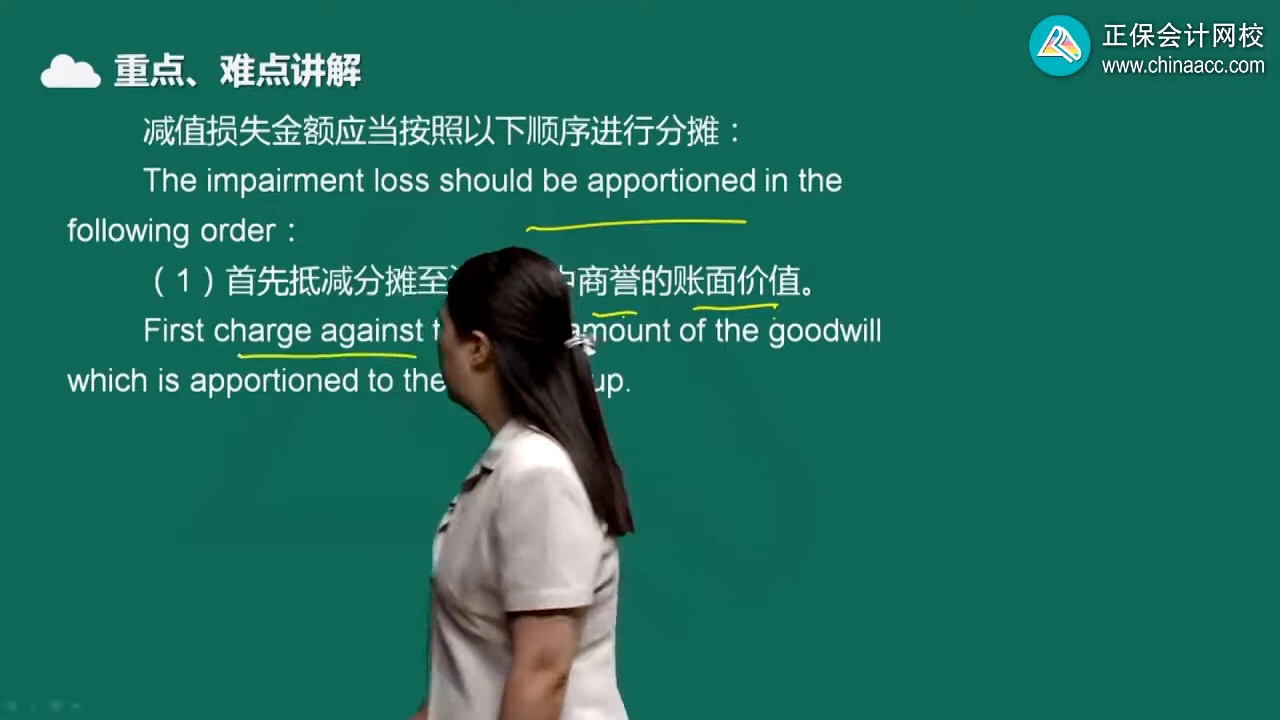 正保会计网校
www.chinaacc.com
重点、难点讲解
减值损失金额应当按照以下顺序进行分摊：
The impairment loss should be apportioned in the
following order：
（1）首先抵减分摊至 中商誉的账面价值。
First charge against amount of the goodwill
which is apportioned to the up.